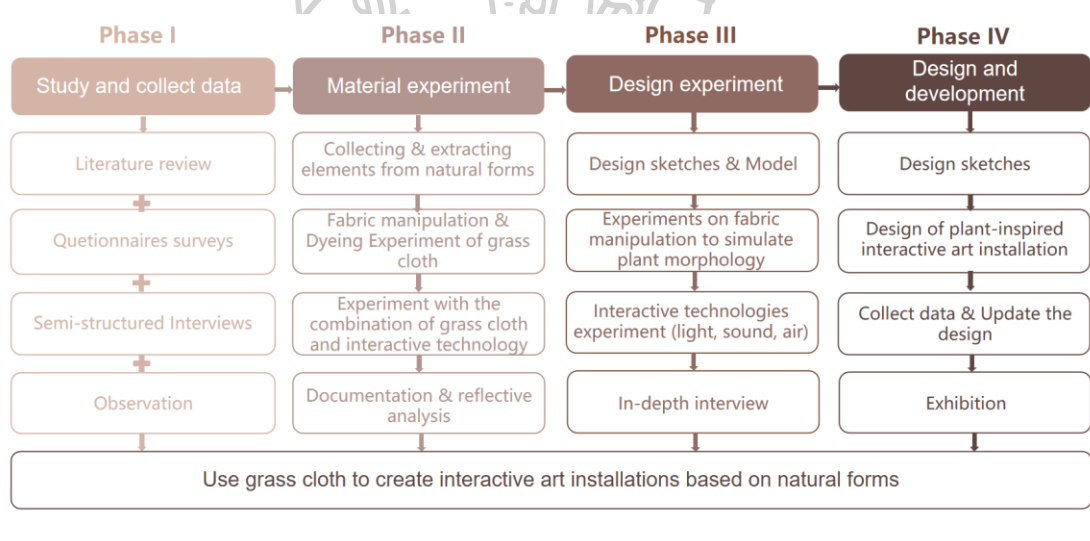 Phase I
Phase II
Phase III
Phase IV
Study and collect data
Material experiment
Design experiment
Design and
development
Literature review
Collecting & extracting
elements from natural forms
Design sketches & Model
Design sketches
Quetionnaires surveys
Fabric manipulation &
Dyeing Experiment of grass
cloth
Experiments on fabric
manipulation to simulate
plant morphology
Design of plant-inspired
interactive art installation
Semi-structured Interviews
Experiment with the
combination of grass cloth
and interactive technology
Interactive technologies
experiment (light, sound, air)
Collect data & Update the
design
Observation
Documentation & reflective
analysis
In-depth interview
Exhibition
Use grass cloth to create interactive art installations based on natural forms